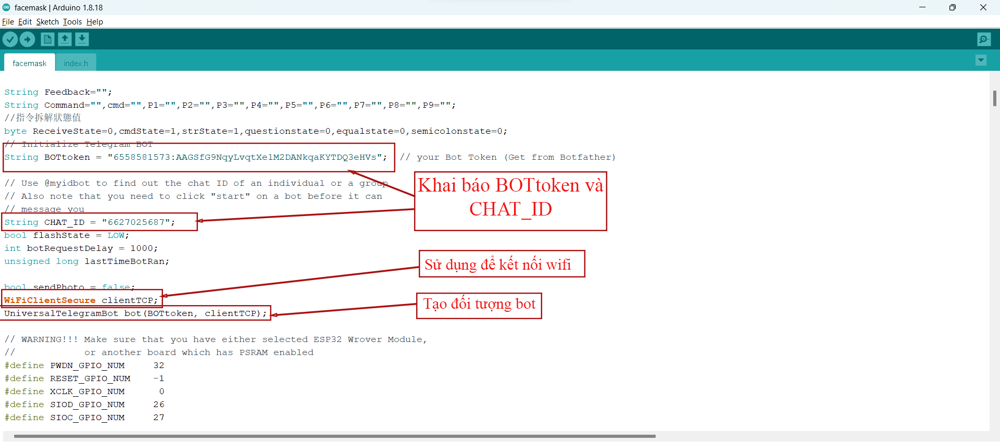 facemask | Arduino 1.8.18
File Edit Sketch Tools Help
facemask index.h
String Feedback="";
String Command="",cmd="",P1="",P2="",P3="",P4="",P5="",P6="",P7="",P8="",P9="";
//指令拆解狀態值
byte ReceiveState=0,cmdState=1,strState=1,questionstate=0,equalstate=0,semicolonstate=0;
// Initialize Telegram BOT
String BOTtoken = "6558581573:AAGSfG9NqyLvqtXe1M2DANkqaKYTDQ3eHVs"; // your Bot Token (Get from Botfather)
// Use @myidbot to find out the chat ID of an individual or a group
// Also note that you need to click "start" on a bot before it can
// message you
String CHAT_ID = "6627025687";
bool flashState = LOW;
int botRequestDelay = 1000;
unsigned long lastTimeBotRan;
bool sendPhoto = false;
WiFiClientSecure clientTCP;
UniversalTelegramBot bot(BOTtoken, clientTCP);
// WARNING!!! Make sure that you have either selected ESP32 Wrover Module,
// or another board which has PSRAM enabled
#define PWDN_GPIO_NUM 32
#define RESET_GPIO_NUM -1
#define XCLK_GPIO_NUM 0
#define SIOD_GPIO_NUM 26
#define SIOC_GPIO_NUM 27
Khai báo BOTtoken và
CHAT_ID
Sử dụng để kết nối wifi
Tạo đối tượng bot